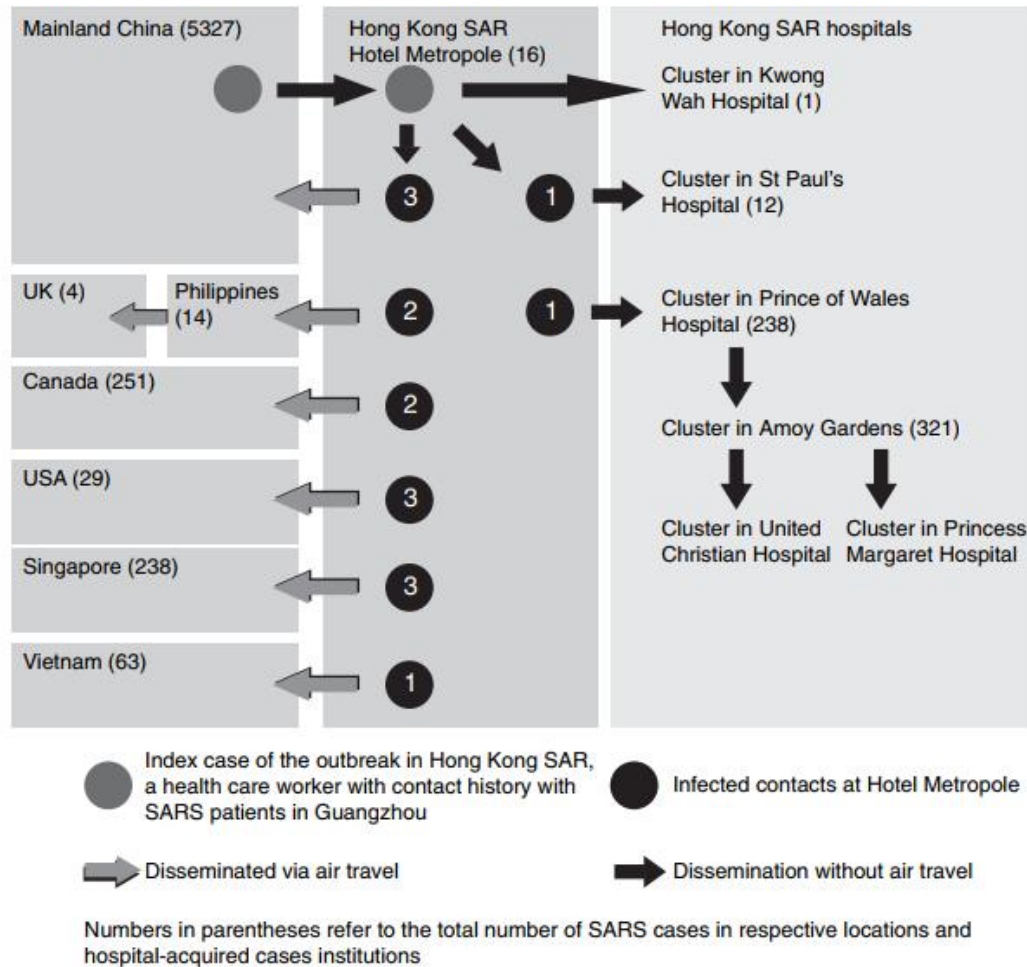 Mainland China (5327)
Hong Kong SAR
Hotel Metropole (16)
Hong Kong SAR hospitals
Cluster in Kwong
Wah Hospital (1)
3
1
Cluster in St Paul's
Hospital (12)
UK (4)
Philippines
(14)
2
1
Cluster in Prince of Wales
Hospital (238)
Canada (251)
2
Cluster in Amoy Gardens (321)
USA (29)
3
Cluster in United
Christian Hospital
Cluster in Princess
Margaret Hospital
Singapore (238)
3
Vietnam (63)
1
Index case of the outbreak in Hong Kong SAR,
a health care worker with contact history with
SARS patients in Guangzhou
Infected contacts at Hotel Metropole
Disseminated via air travel
Dissemination without air travel
Numbers in parentheses refer to the total number of SARS cases in respective locations and
hospital-acquired cases institutions